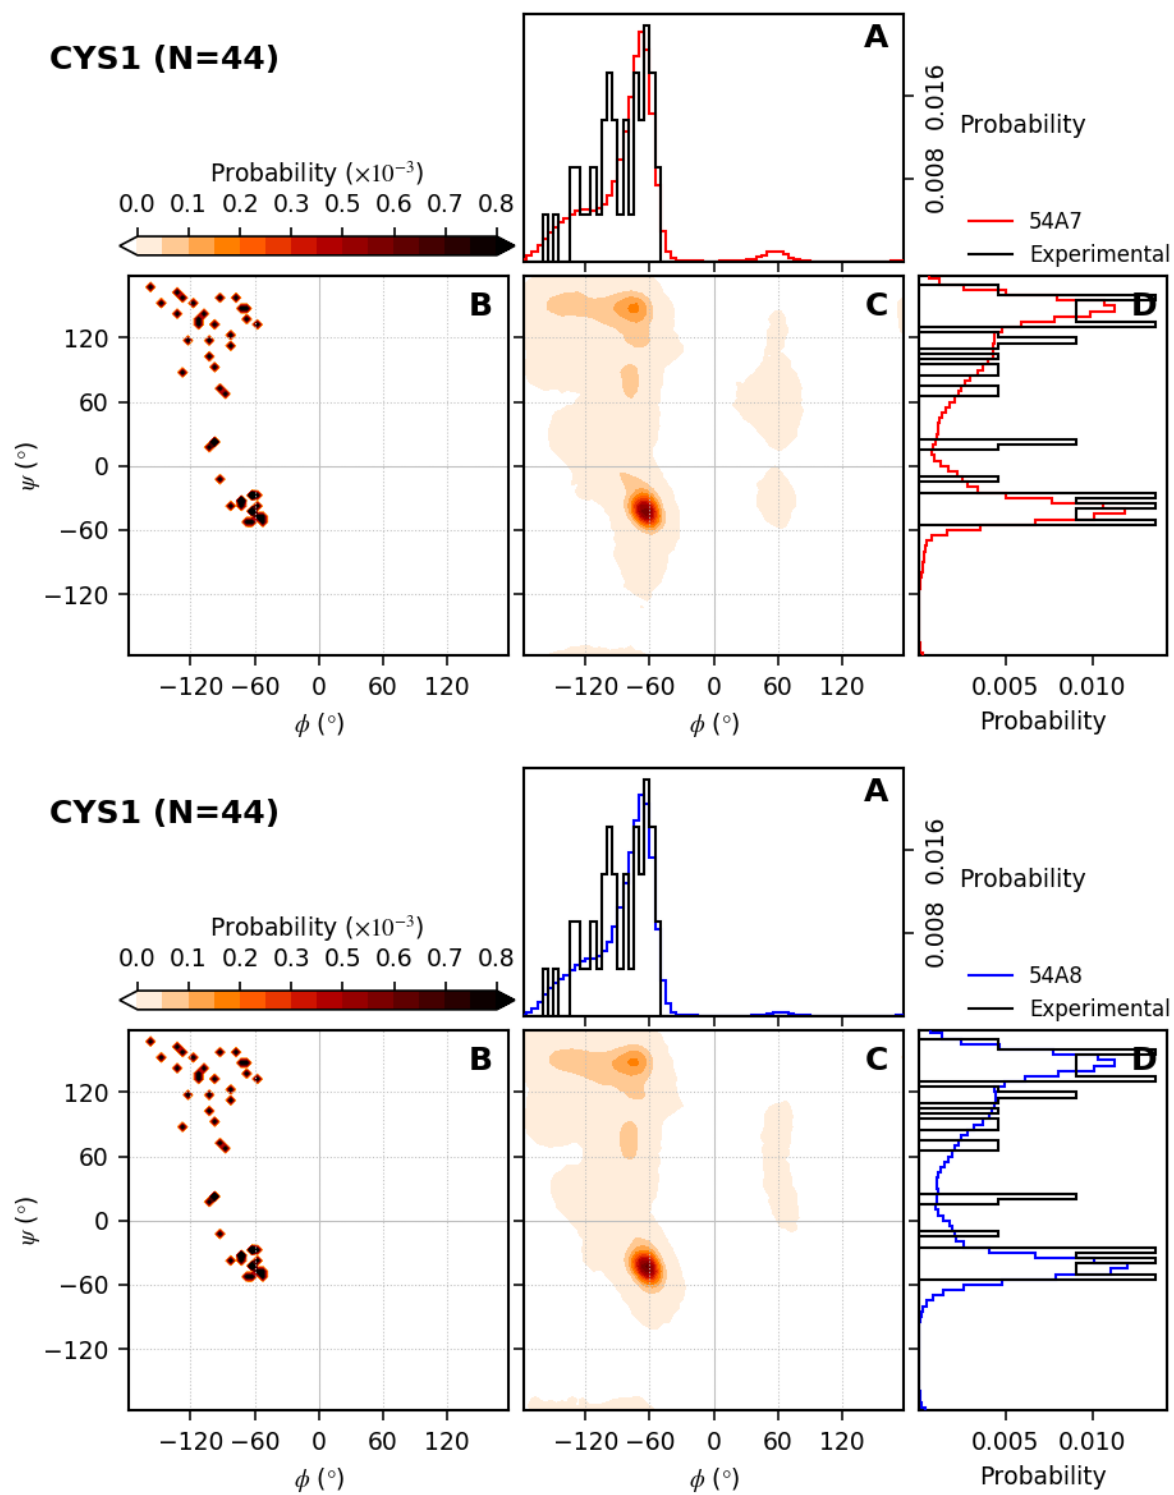 CYS1 (N=44)
A
0.016
0.008
Probability
Probability (×10⁻³)
0.0 0.1 0.2 0.3 0.4 0.5 0.6 0.7 0.8
54A7
Experimental
B
C
D
120
60
0
−60
−120
ψ (°)
−120 −60 0 60 120
ϕ (°)
−120 −60 0 60 120
ϕ (°)
0.005 0.010
Probability
CYS1 (N=44)
A
0.016
0.008
Probability
Probability (×10⁻³)
0.0 0.1 0.2 0.3 0.4 0.5 0.6 0.7 0.8
54A8
Experimental
B
C
D
120
60
0
−60
−120
ψ (°)
−120 −60 0 60 120
ϕ (°)
−120 −60 0 60 120
ϕ (°)
0.005 0.010
Probability